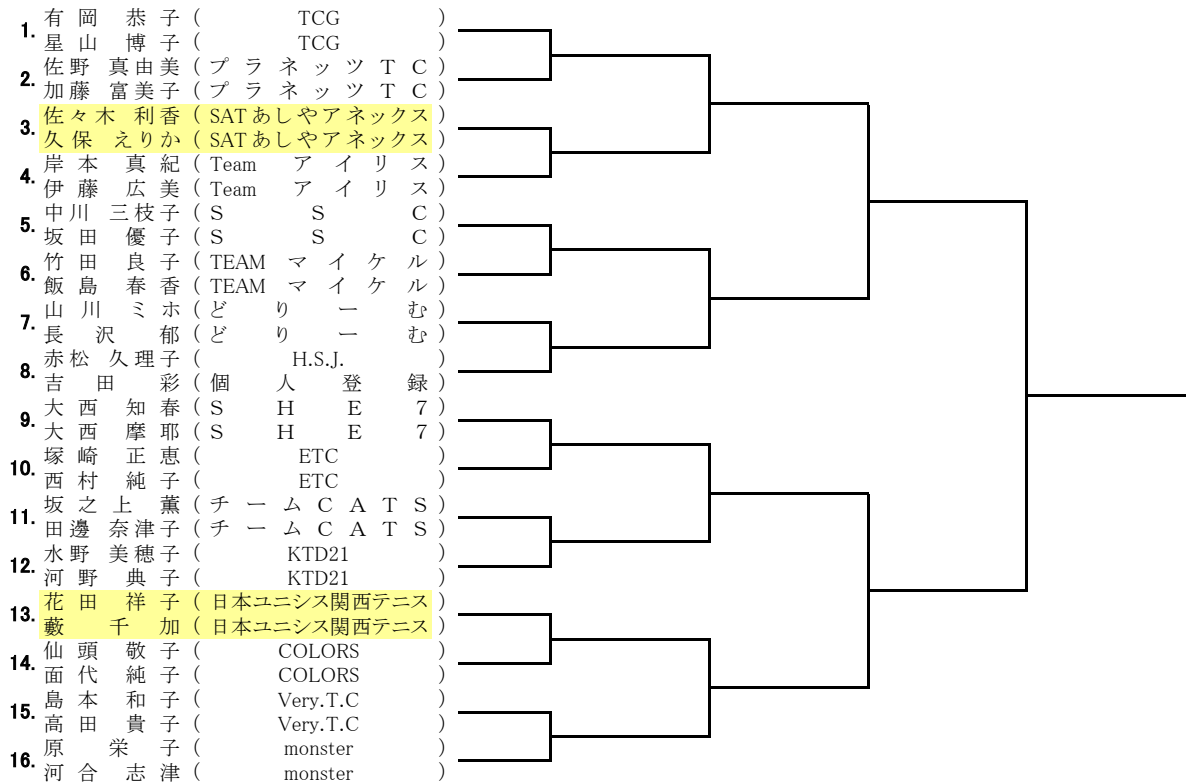 1. 有岡 恭子 ( TCG )
星山 博子 ( TCG )
2. 佐野 真由美 ( プラネッツTC )
加藤 富美子 ( プラネッツTC )
3. 佐々木 利香 ( SATあしやアネックス
久保 えりか ( SATあしやアネックス
4. 岸本 真紀 ( Team アイリス )
伊藤 広美 ( Team アイリス )
5. 中川 三枝子 ( SSC )
坂田 優子 ( SSC )
6. 竹田 良子 ( TEAM マイケル )
飯島 春香 ( TEAM マイケル )
7. 山川 ミホ ( どりーむ )
長沢 郁 ( どりーむ )
8. 赤松 久理子 ( H.S.J. )
吉田 彩 ( 個人登録 )
9. 大西 知春 ( SHE7 )
大西 摩耶 ( SHE7 )
10. 塚崎 正恵 ( ETC )
西村 純子 ( ETC )
11. 坂之上 薫 ( チームCATS )
田邊 奈津子 ( チームCATS )
12. 水野 美穂子 ( KTD21 )
河野 典子 ( KTD21 )
13. 花田 祥子 ( 日本ユニシス関西テニス
藪 千加 ( 日本ユニシス関西テニス
14. 仙頭 敬子 ( COLORS )
面代 純子 ( COLORS )
15. 島本 和子 ( Very.T.C )
高田 貴子 ( Very.T.C )
16. 原 栄子 ( monster )
河合 志津 ( monster )